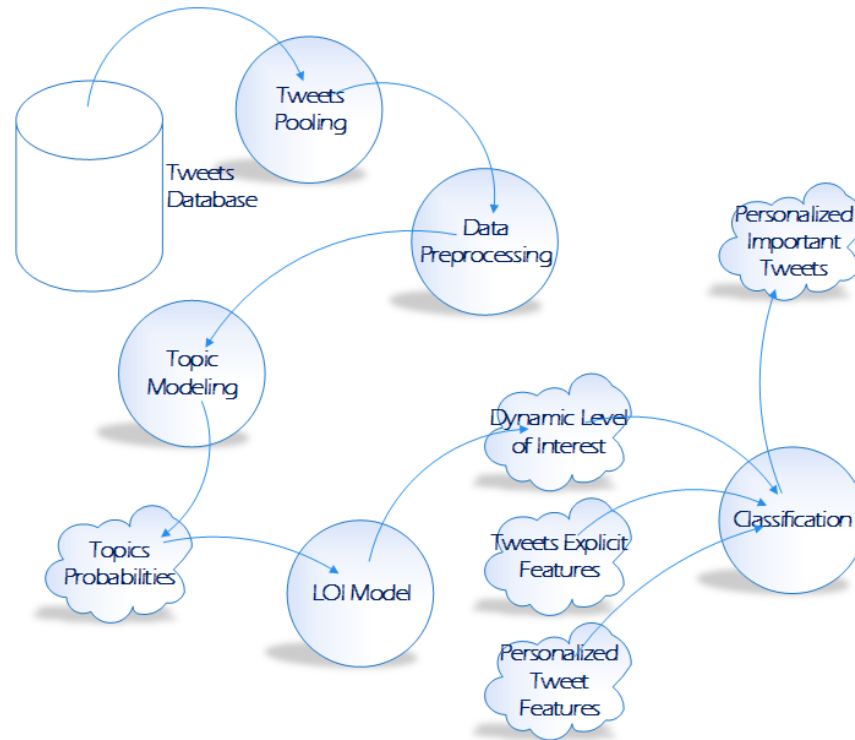 Tweets
Pooling
Tweets
Database
Data
Preprocessing
Personalized
Important
Tweets
Topic
Modeling
Dynamic Level
of Interest
Classification
Topics
Probabilities
LOI Model
Tweets Explicit
Features
Personalized
Tweet
Features